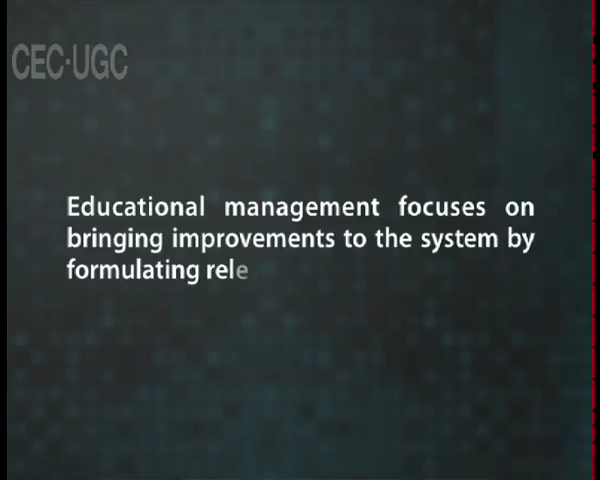 CEC-UGC
Educational management focuses on
bringing improvements to the system by
formulating rele